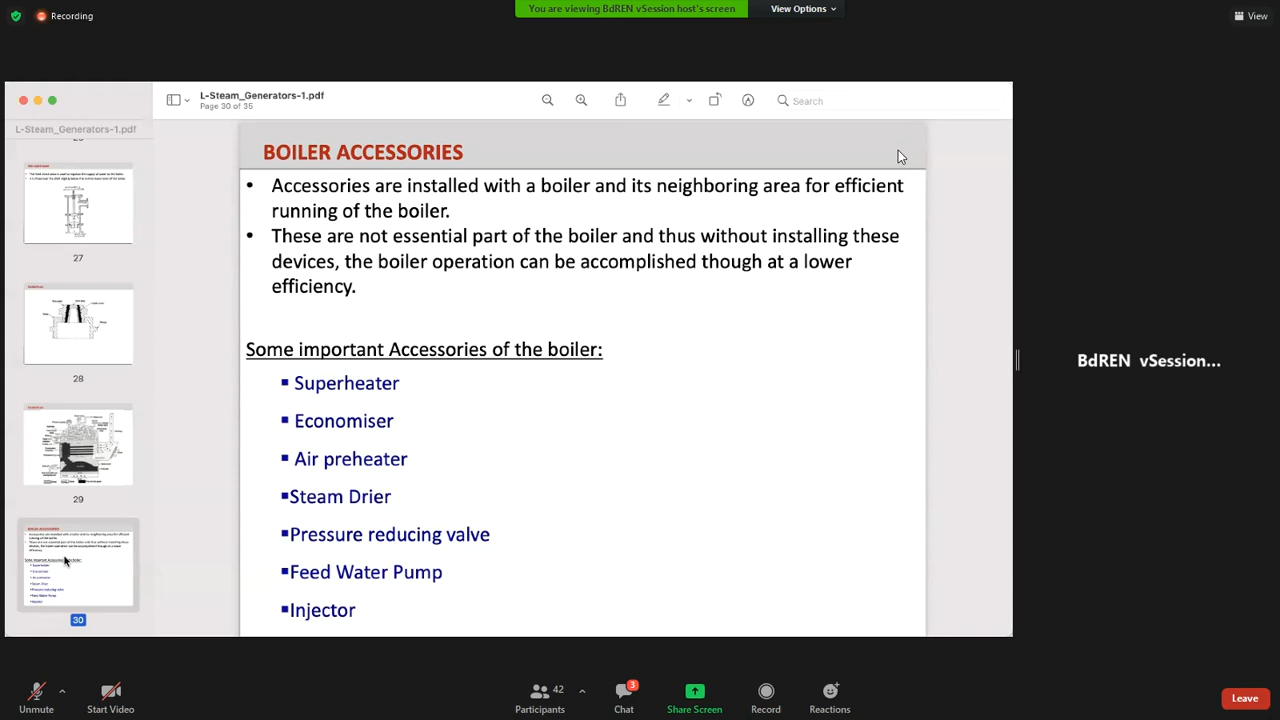 You are viewing BdREN vSession host's screen
View Options
Recording
View
L-Steam_Generators-1.pdf
Page 30 of 35
Search
L-Steam_Generators-1.pdf
27
28
29
30
BOILER ACCESSORIES
• Accessories are installed with a boiler and its neighboring area for efficient
running of the boiler.
• These are not essential part of the boiler and thus without installing these
devices, the boiler operation can be accomplished though at a lower
efficiency.
Some important Accessories of the boiler:
▪ Superheater
▪ Economiser
▪ Air preheater
▪Steam Drier
▪Pressure reducing valve
▪Feed Water Pump
▪Injector
BdREN vSession...
Unmute
Start Video
42
Participants
3
Chat
Share Screen
Record
Reactions
Leave